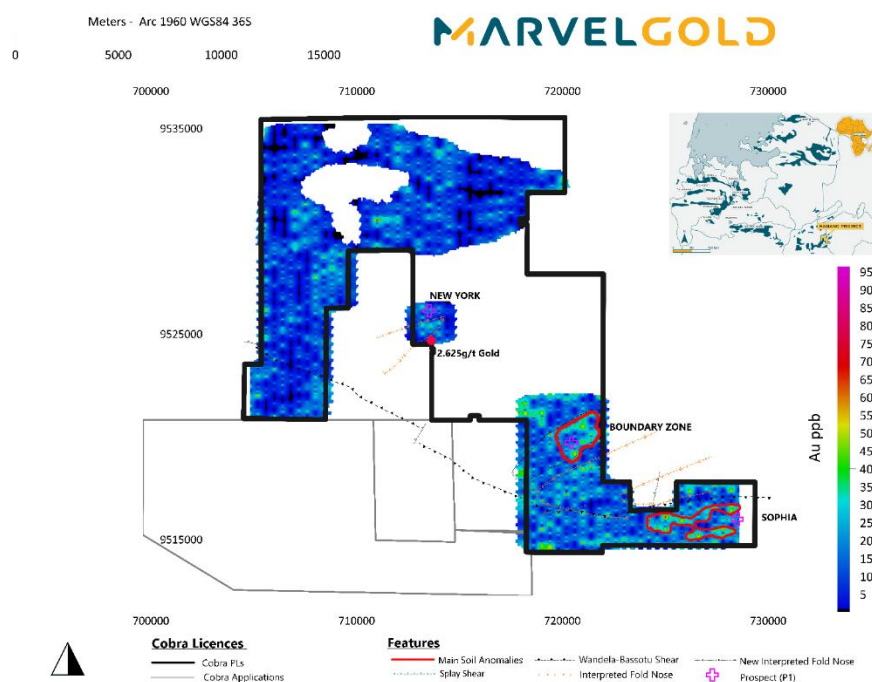 Meters - Arc 1960 WGS84 36S
MARVELGOLD
0 5000 10000 15000
700000 710000 720000 730000
9535000
NEW YORK
9525000
2.625g/t Gold
BOUNDARY ZONE
SOPHIA
9515000
700000 710000 720000 730000
Au ppb
95
90
85
80
75
70
65
60
55
50
45
40
35
30
25
20
15
10
5
Cobra Licences
Cobra PLs
Cobra Applications
Features
Main Soil Anomalies
Splay Shear
Wandela-Bassotu Shear
Interpreted Fold Nose
New Interpreted Fold Nose
Prospect (P1)